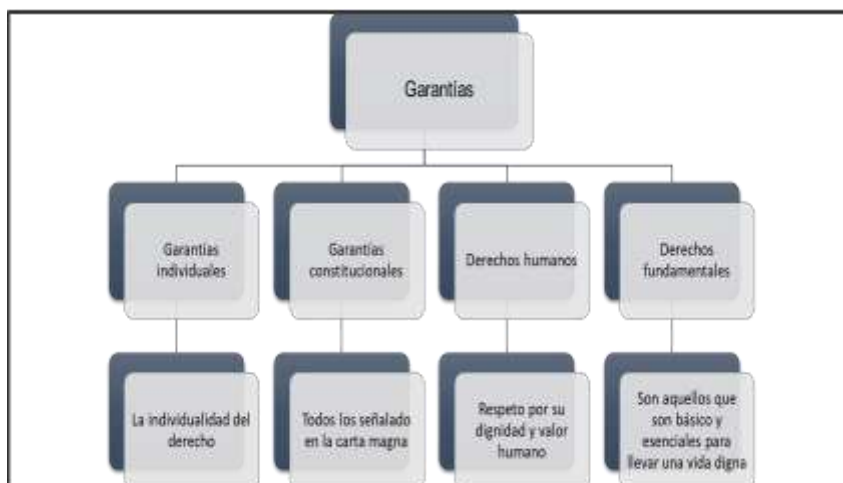 Garantías
Garantías
individuales
Garantías
constitucionales
Derechos humanos
Derechos
fundamentales
La individualidad del
derecho
Todos los señalado
en la carta magna
Respeto por su
dignidad y valor
humano
Son aquellos que
son básico y
esenciales para
llevar una vida digna